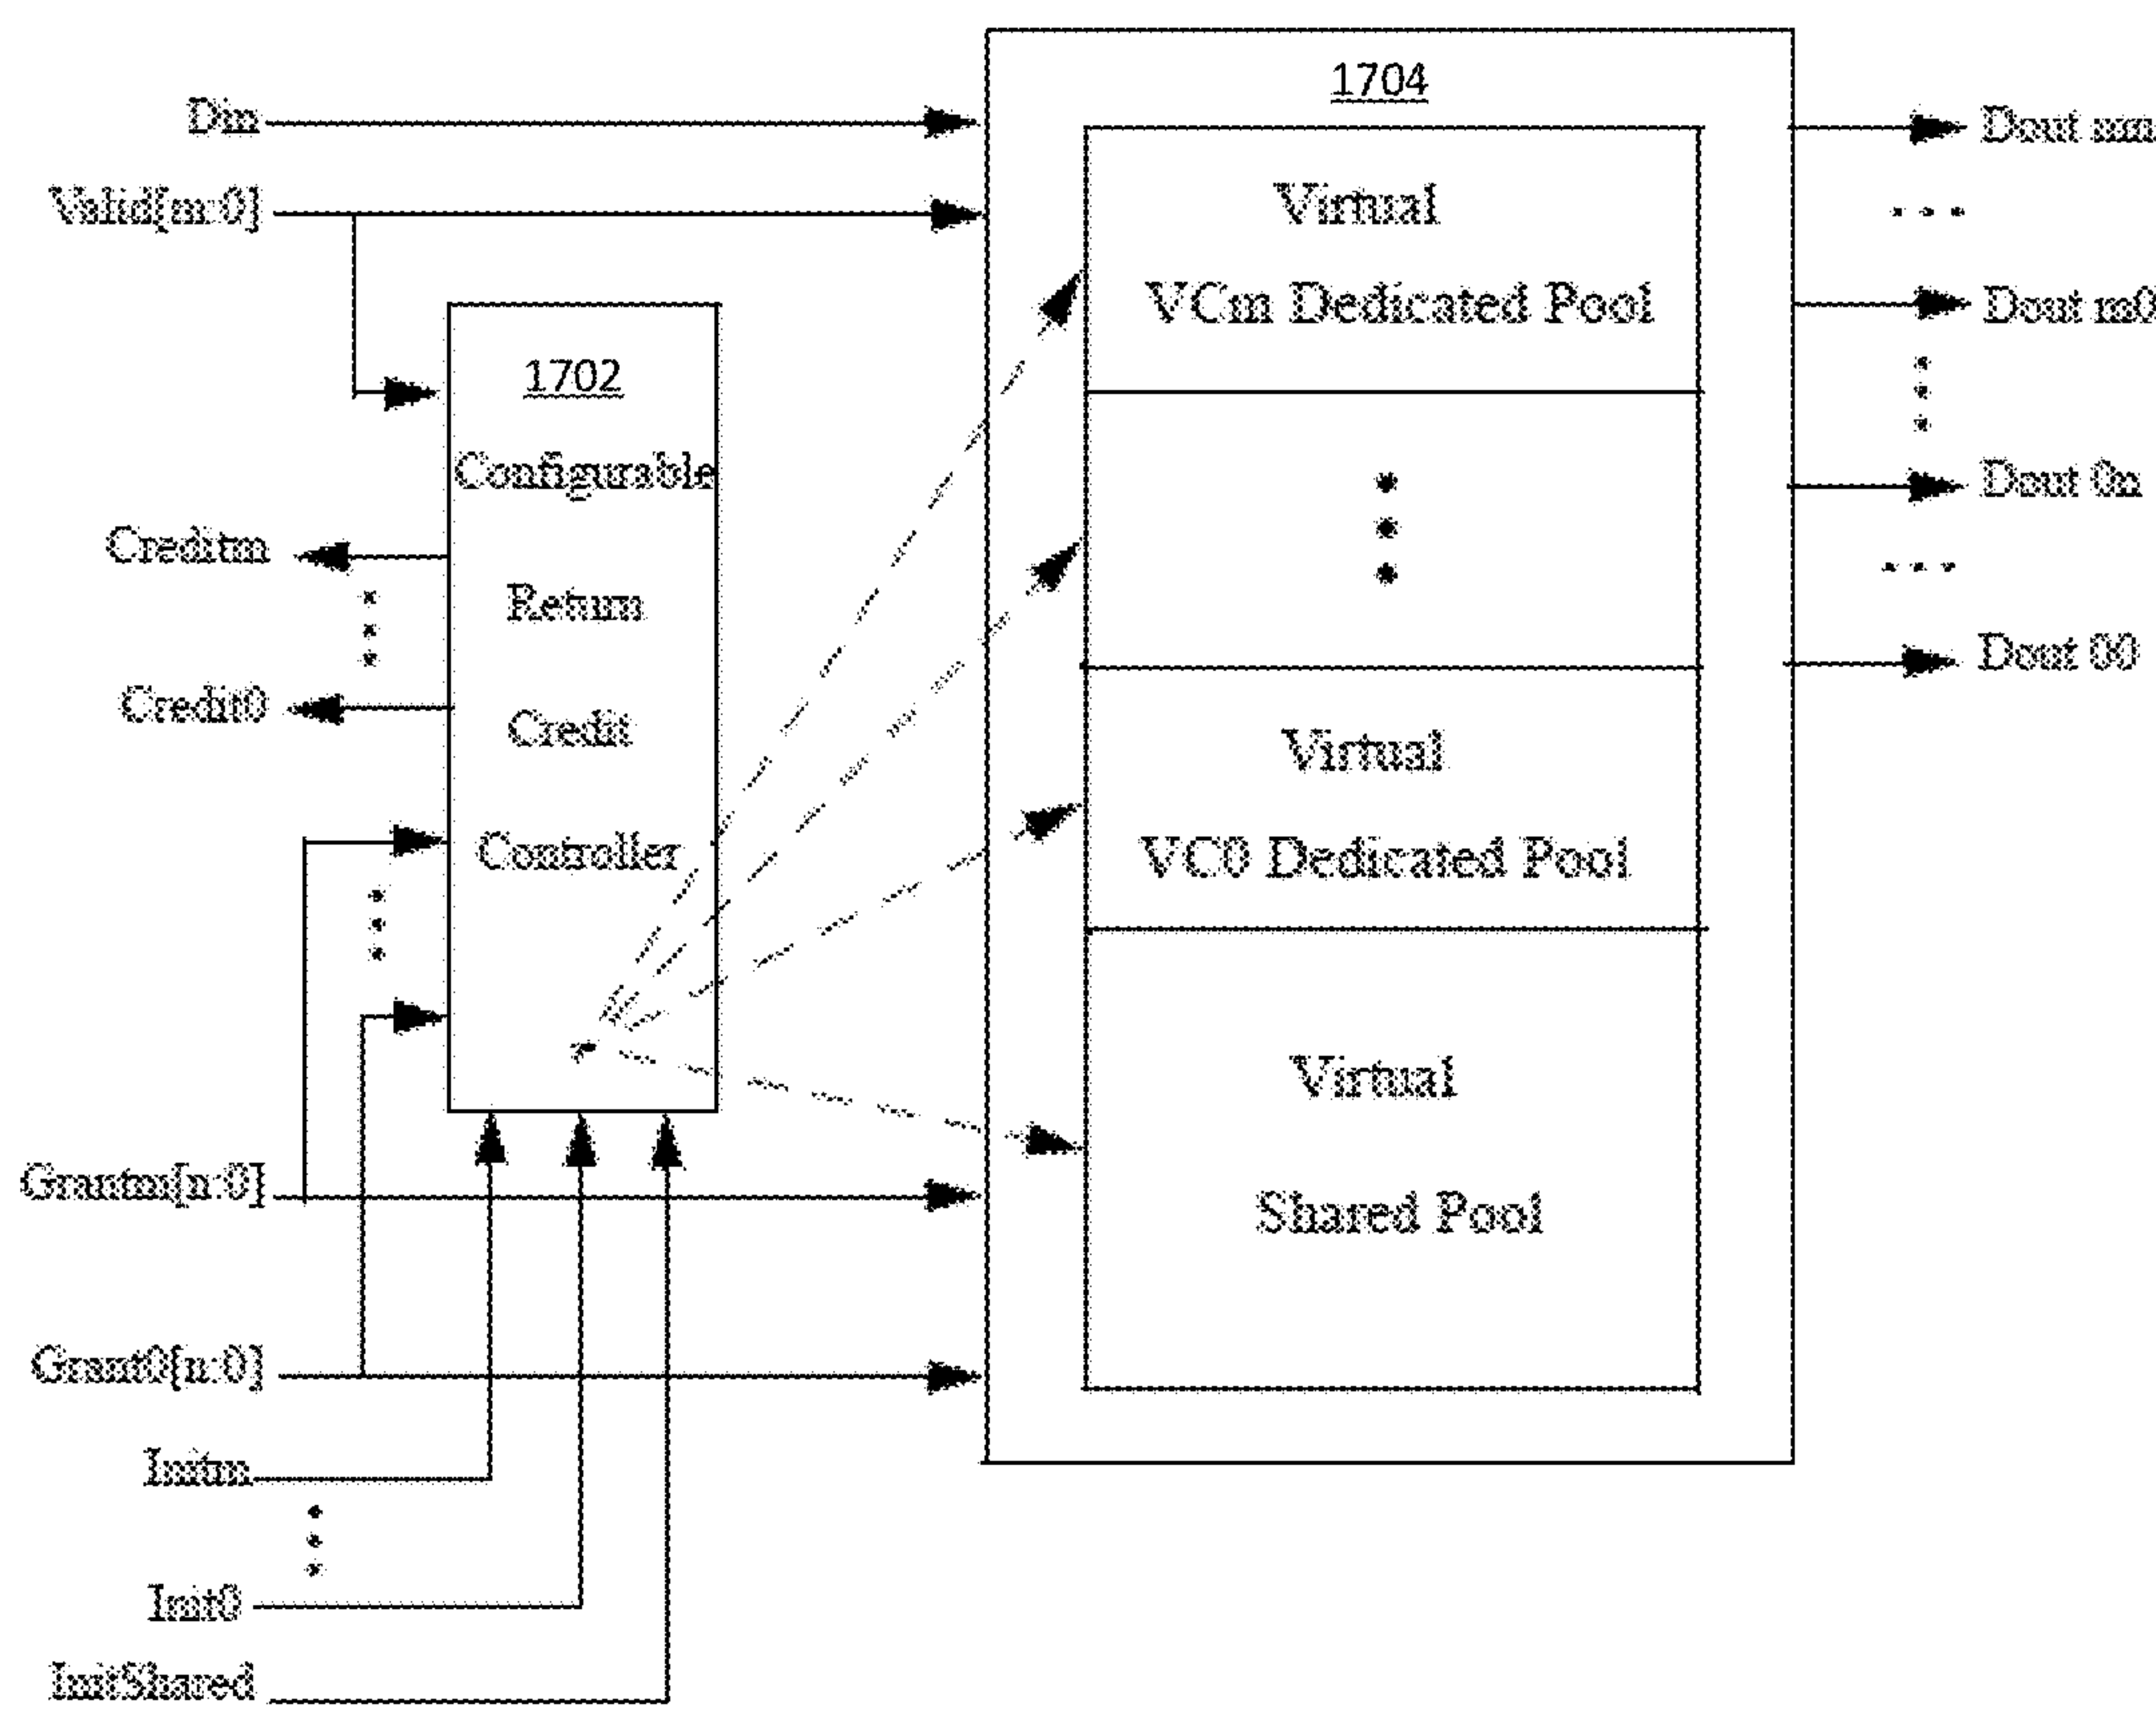 1704
Din
Valid[m:0]
1702
Configurable
Return
Credit
Controller
Creditm
Credit0
Grantm[n:0]
Grant0[n:0]
Initm
Init0
InitShared
Virtual
VCm Dedicated Pool
Virtual
VC0 Dedicated Pool
Virtual
Shared Pool
Dout mn
Dout m0
Dout 0n
Dout 00